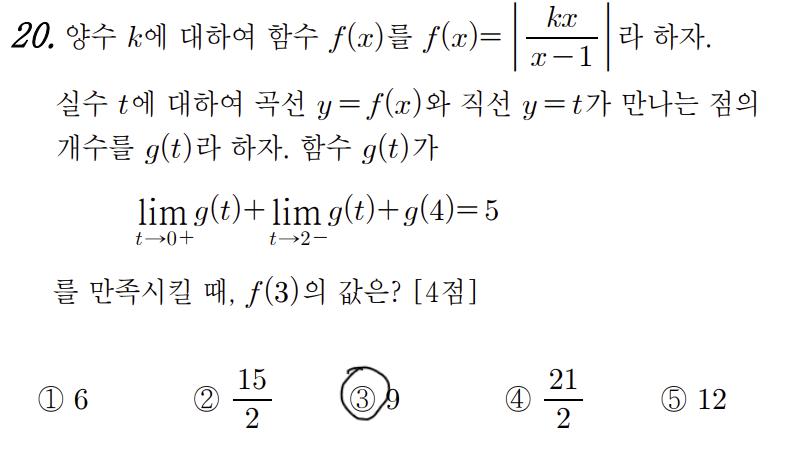 20. 양수 k에 대하여 함수 f(x)를 f(x)=|kx/(x-1)|라 하자.
실수 t에 대하여 곡선 y=f(x)와 직선 y=t가 만나는 점의
개수를 g(t)라 하자. 함수 g(t)가
lim_{t→0+} g(t)+lim_{t→2-} g(t)+g(4)=5
를 만족시킬 때, f(3)의 값은? [4점]
① 6 ② 15/2 ③ 9 ④ 21/2 ⑤ 12